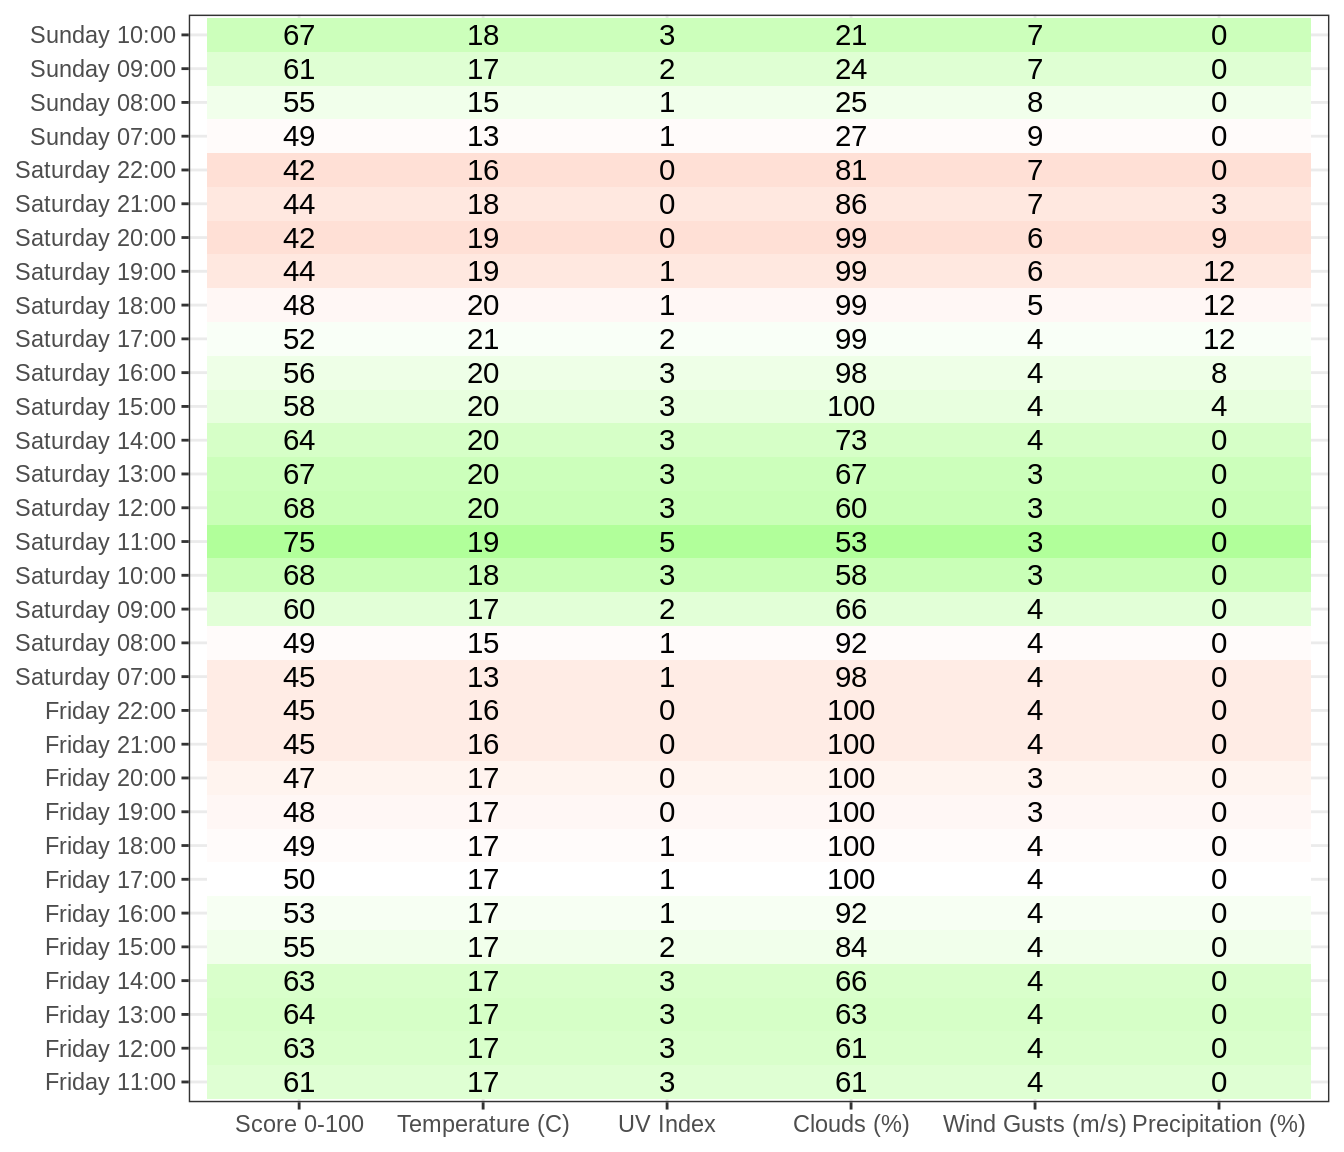 Sunday 10:00 67 18 3 21 7 0
Sunday 09:00 61 17 2 24 7 0
Sunday 08:00 55 15 1 25 8 0
Sunday 07:00 49 13 1 27 9 0
Saturday 22:00 42 16 0 81 7 0
Saturday 21:00 44 18 0 86 7 3
Saturday 20:00 42 19 0 99 6 9
Saturday 19:00 44 19 1 99 6 12
Saturday 18:00 48 20 1 99 5 12
Saturday 17:00 52 21 2 99 4 12
Saturday 16:00 56 20 3 98 4 8
Saturday 15:00 58 20 3 100 4 4
Saturday 14:00 64 20 3 73 4 0
Saturday 13:00 67 20 3 67 3 0
Saturday 12:00 68 20 3 60 3 0
Saturday 11:00 75 19 5 53 3 0
Saturday 10:00 68 18 3 58 3 0
Saturday 09:00 60 17 2 66 4 0
Saturday 08:00 49 15 1 92 4 0
Saturday 07:00 45 13 1 98 4 0
Friday 22:00 45 16 0 100 4 0
Friday 21:00 45 16 0 100 4 0
Friday 20:00 47 17 0 100 3 0
Friday 19:00 48 17 0 100 3 0
Friday 18:00 49 17 1 100 4 0
Friday 17:00 50 17 1 100 4 0
Friday 16:00 53 17 1 92 4 0
Friday 15:00 55 17 2 84 4 0
Friday 14:00 63 17 3 66 4 0
Friday 13:00 64 17 3 63 4 0
Friday 12:00 63 17 3 61 4 0
Friday 11:00 61 17 3 61 4 0
Score 0-100 Temperature (C) UV Index Clouds (%) Wind Gusts (m/s) Precipitation (%)